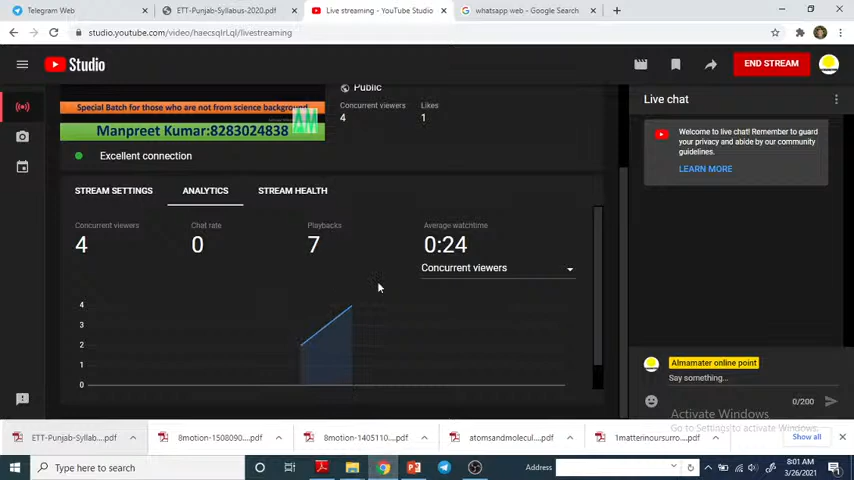 Telegram Web
ETT-Punjab-Syllabus-2020.pdf
Live streaming - YouTube Studio
whatsapp web - Google Search
studio.youtube.com/video/haecsqlrLqI/livestreaming
Studio
END STREAM
Public
Concurrent viewers
4
Likes
1
Special Batch for those who are not from science background
Manpreet Kumar:8283024838
AM
Excellent connection
STREAM SETTINGS
ANALYTICS
STREAM HEALTH
Concurrent viewers
4
Chat rate
0
Playbacks
7
Average watchtime
0:24
Concurrent viewers
4
3
2
1
0
Live chat
Welcome to live chat! Remember to guard
your privacy and abide by our community
guidelines.
LEARN MORE
Almamater online point
Say something...
0/200
Activate Windows
Go to Settings to activate Windows.
ETT-Punjab-Syllab....pdf
8motion-1508090....pdf
8motion-1405110....pdf
atomsandmolecul....pdf
1matternoursurro....pdf
Show all
Type here to search
Address
8:01 AM
3/26/2021